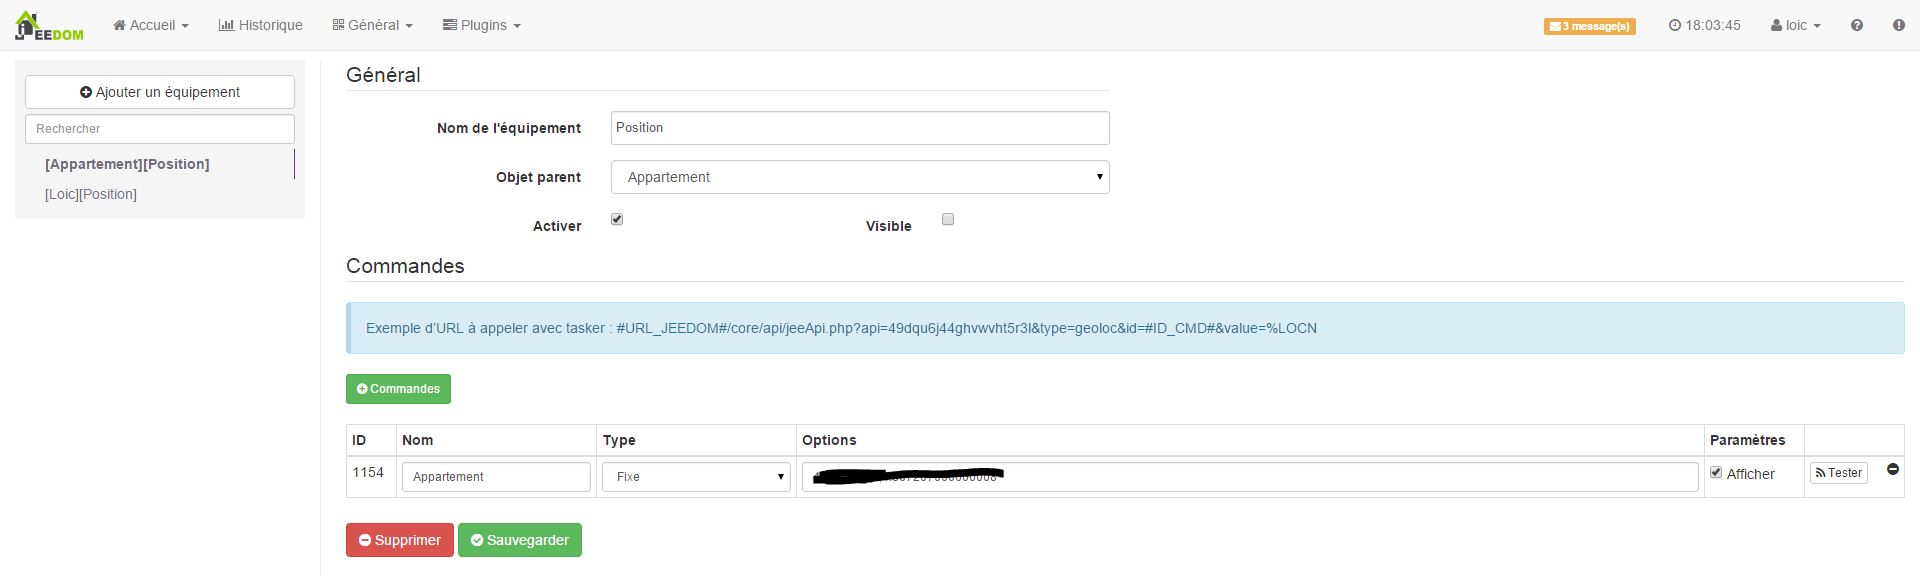 JEEDOM Accueil Historique Général Plugins 3 message(s) 18:03:45 loic
Ajouter un équipement
Rechercher
[Appartement][Position]
[Loic][Position]
Général
Nom de l'équipement Position
Objet parent Appartement
Activer Visible
Commandes
Exemple d'URL à appeler avec tasker : #URL_JEEDOM#/core/api/jeeApi.php?api=49dqu6j44ghvwvht5r3l&type=geoloc&id=#ID_CMD#&value=%LOCN
Commandes
ID Nom Type Options Paramètres
1154 Appartement Fixe Afficher Tester
Supprimer Sauvegarder